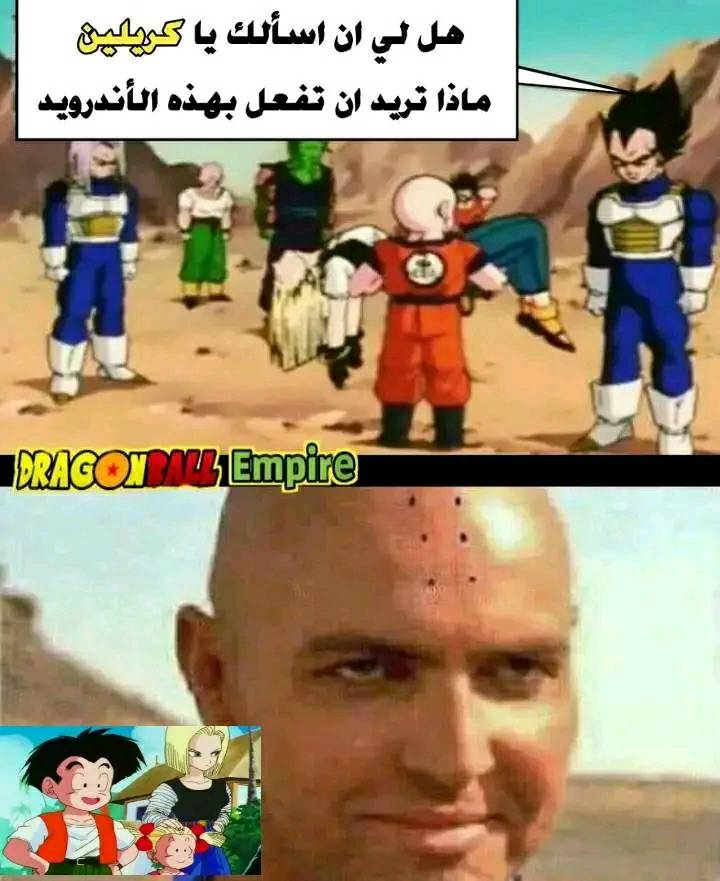 هل لي ان اسألك يا كريلين
ماذا تريد ان تفعل بهذه الأندرويد
DRAGONBALL Empire